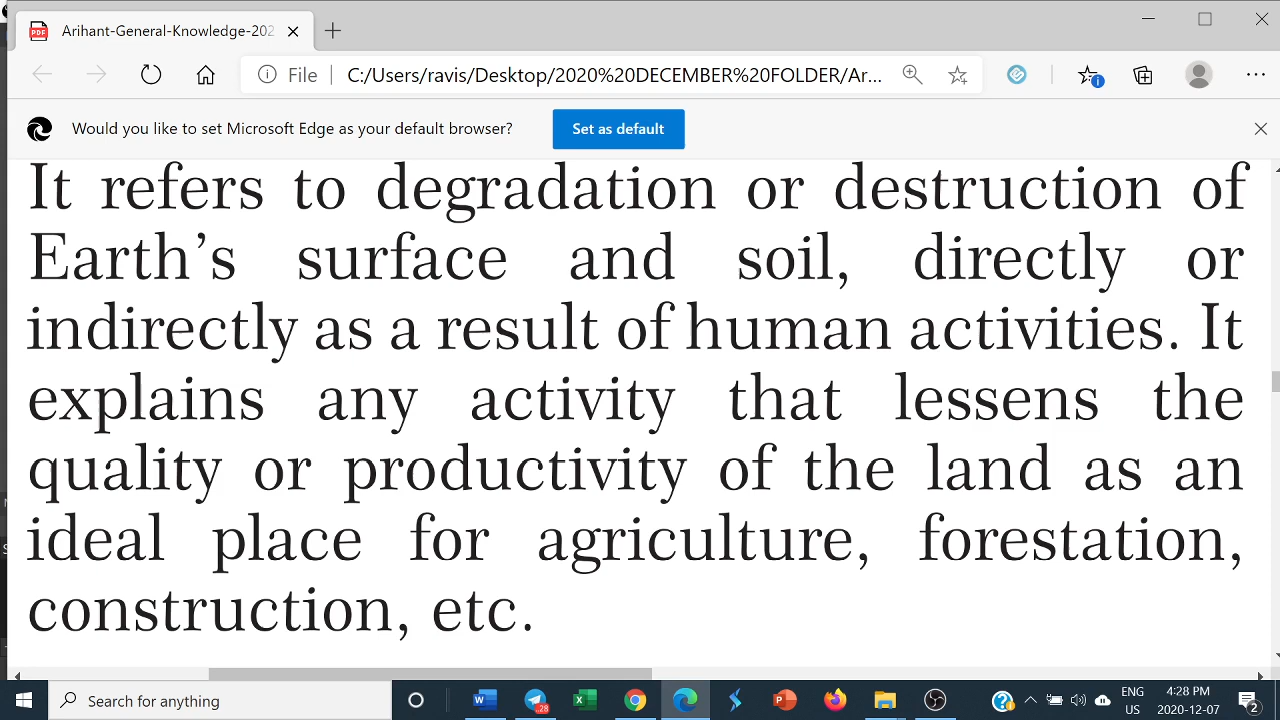 Arihant-General-Knowledge-202
File
C:/Users/ravis/Desktop/2020%20DECEMBER%20FOLDER/Ar...
Would you like to set Microsoft Edge as your default browser?
Set as default
It refers to degradation or destruction of
Earth's surface and soil, directly or
indirectly as a result of human activities. It
explains any activity that lessens the
quality or productivity of the land as an
ideal place for agriculture, forestation,
construction, etc.
Search for anything
ENG
US
4:28 PM
2020-12-07